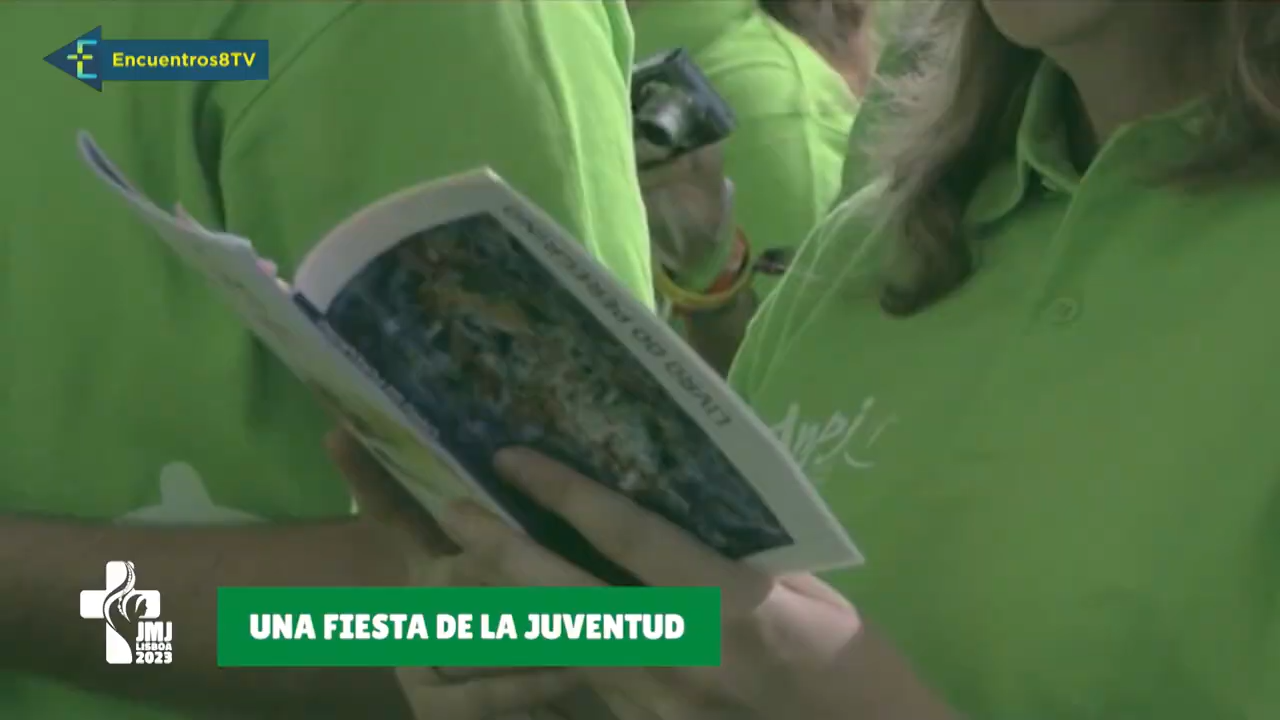 Encuentros8TV
LIVRO DO PEREGRINO
JMJ
LISBOA
2023
UNA FIESTA DE LA JUVENTUD